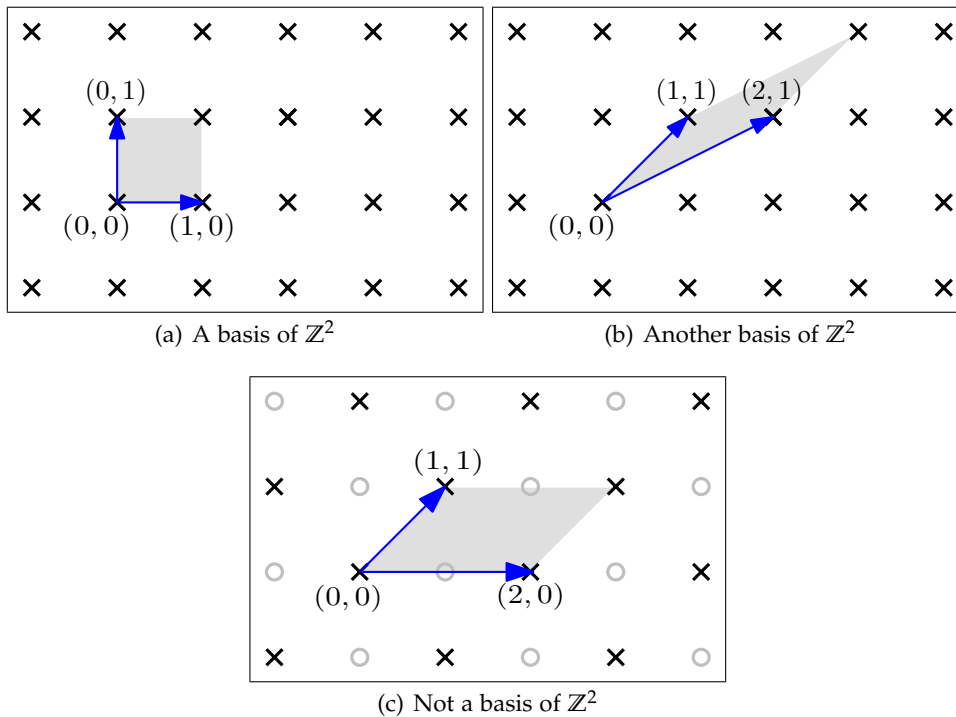 (0, 1)
(0, 0) (1, 0)
(a) A basis of ℤ²
(1, 1) (2, 1)
(0, 0)
(b) Another basis of ℤ²
(1, 1)
(0, 0) (2, 0)
(c) Not a basis of ℤ²